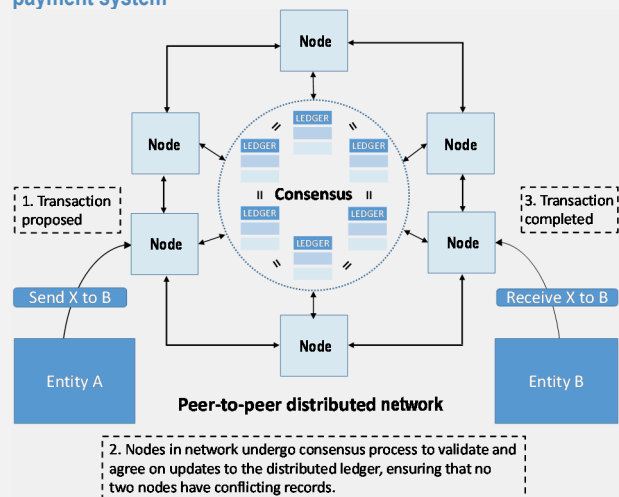 payment system
Node
LEDGER
Node
Node
LEDGER
LEDGER
1. Transaction
proposed
= Consensus =
3. Transaction
completed
LEDGER
LEDGER
Node
Node
LEDGER
Send X to B
Receive X to B
Node
Entity A
Entity B
Peer-to-peer distributed network
2. Nodes in network undergo consensus process to validate and
agree on updates to the distributed ledger, ensuring that no
two nodes have conflicting records.